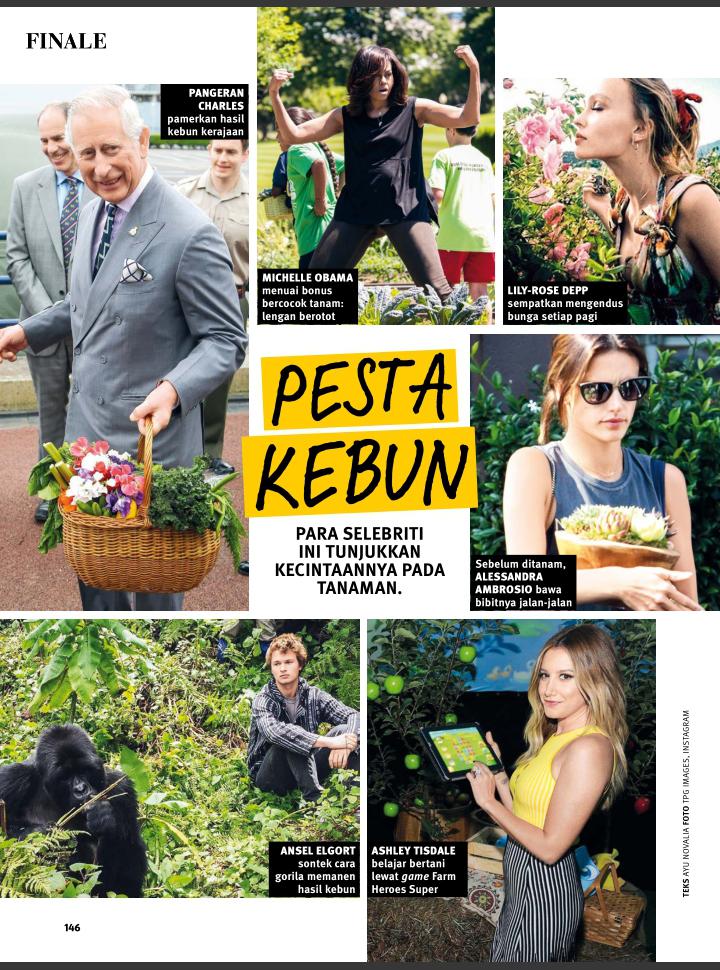 FINALE
PANGERAN
CHARLES
pamerkan hasil
kebun kerajaan
MICHELLE OBAMA
menuai bonus
bercocok tanam:
lengan berotot
LILY-ROSE DEPP
sempatkan mengendus
bunga setiap pagi
PESTA
KEBUN
PARA SELEBRITI
INI TUNJUKKAN
KECINTAANNYA PADA
TANAMAN.
Sebelum ditanam,
ALESSANDRA
AMBROSIO bawa
bibitnya jalan-jalan
ANSEL ELGORT
sontek cara
gorila memanen
hasil kebun
ASHLEY TISDALE
belajar bertani
lewat game Farm
Heroes Super
TEKS AYU NOVALIA FOTO TPG IMAGES, INSTAGRAM
146